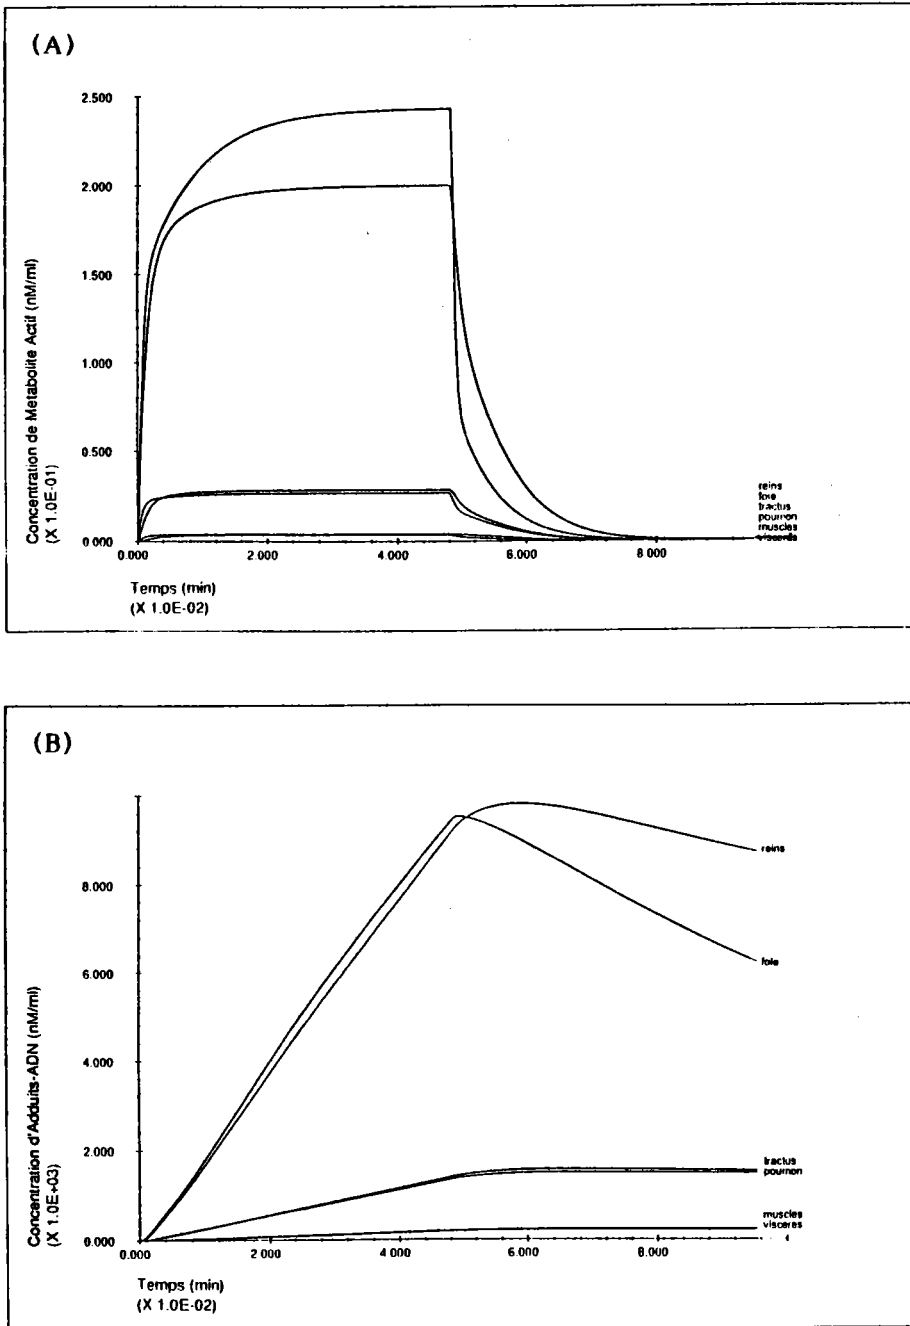 (A)
2.500
2.000
1.500
1.000
0.500
0.000
Concentration de Metabolite Actif (nM/ml)
(X 1.0E-01)
reins
foie
tractus
poumon
muscles
visceres
0.000 2.000 4.000 6.000 8.000
Temps (min)
(X 1.0E-02)
(B)
8.000
6.000
4.000
2.000
0.000
Concentration d'Adduits-ADN (nM/ml)
(X 1.0E+03)
reins
foie
tractus
poumon
muscles
visceres
0.000 2.000 4.000 6.000 8.000
Temps (min)
(X 1.0E-02)